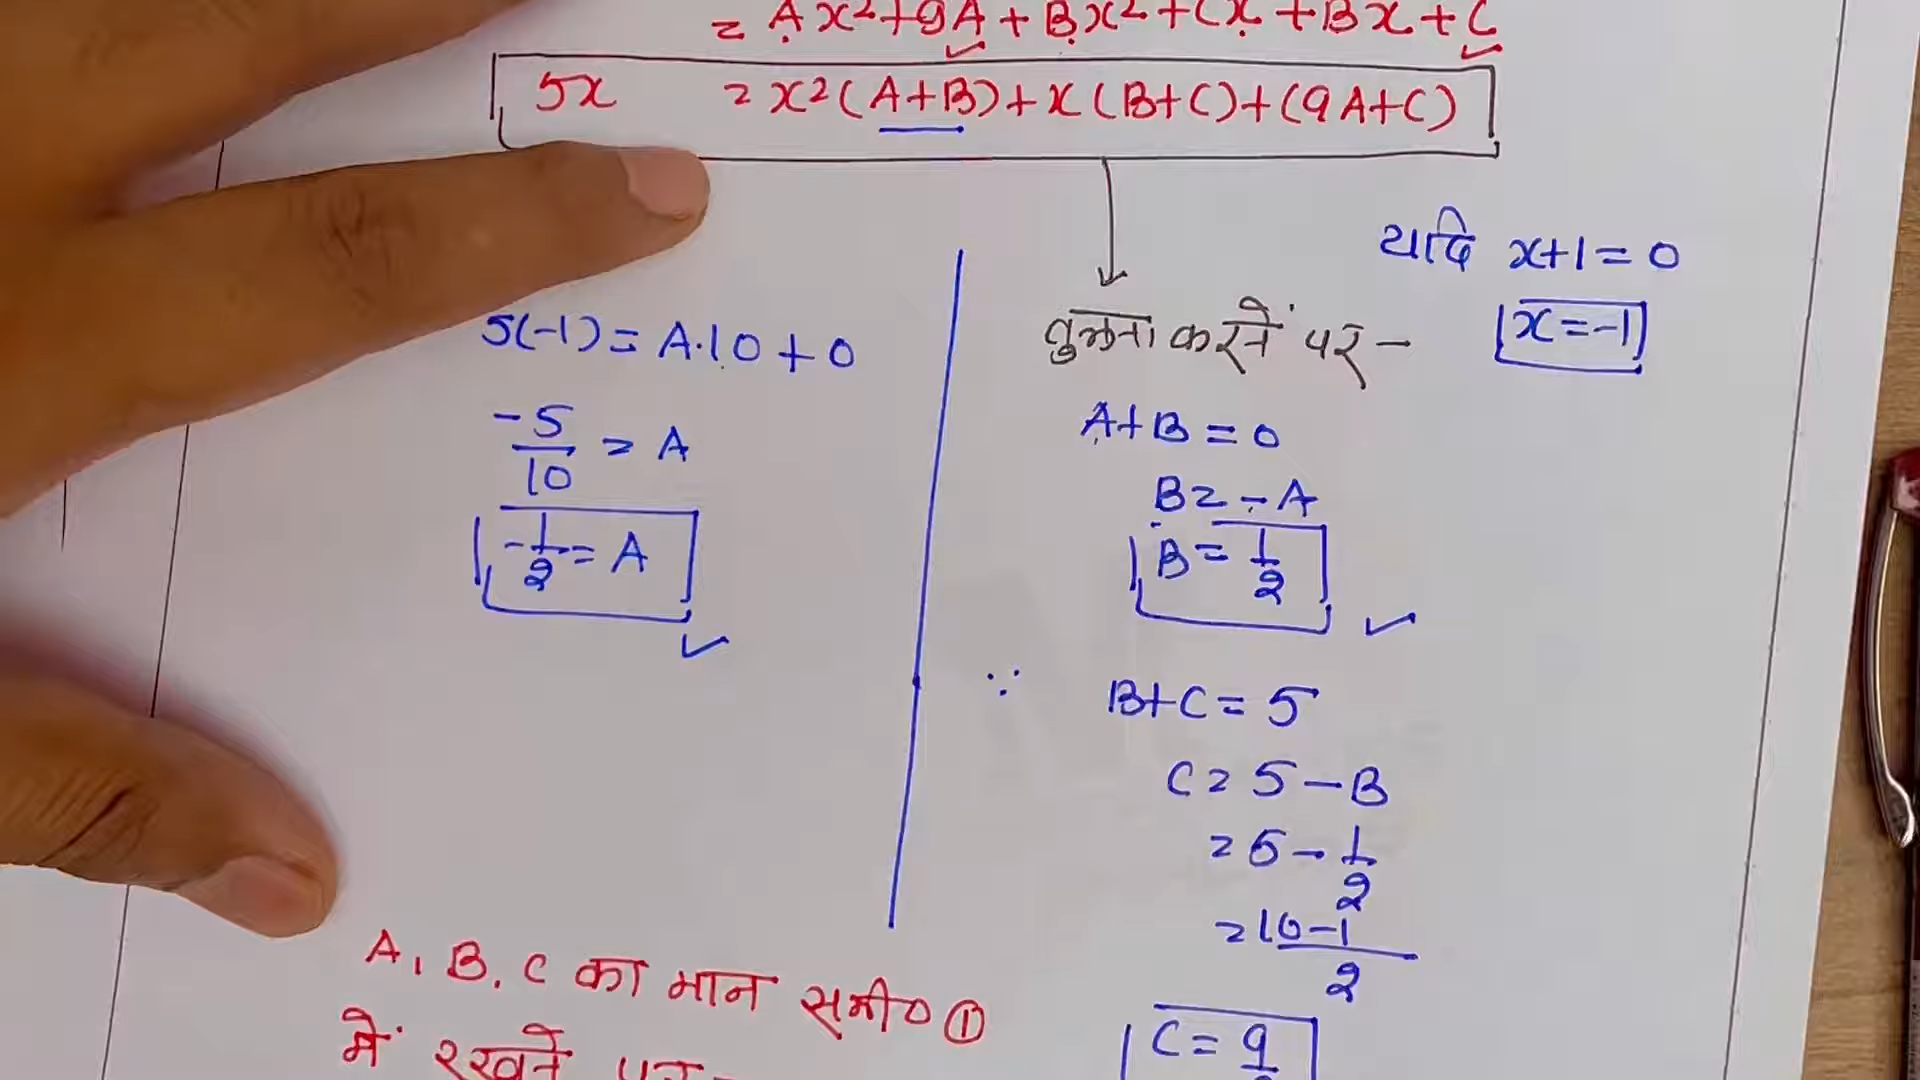 = Ax²+9A+Bx²+Cx+Bx+C
5x = x²(A+B)+x(B+C)+(9A+C)
यदि x+1=0
x=-1
5(-1)=A.10+0
-5/10 = A
-1/2 = A
तुलना करने पर-
A+B=0
B=-A
B=1/2
∵ B+C=5
C=5-B
=5-1/2
=10-1/2
C=9
A, B, C का मान समी० ①
में रखने पर-